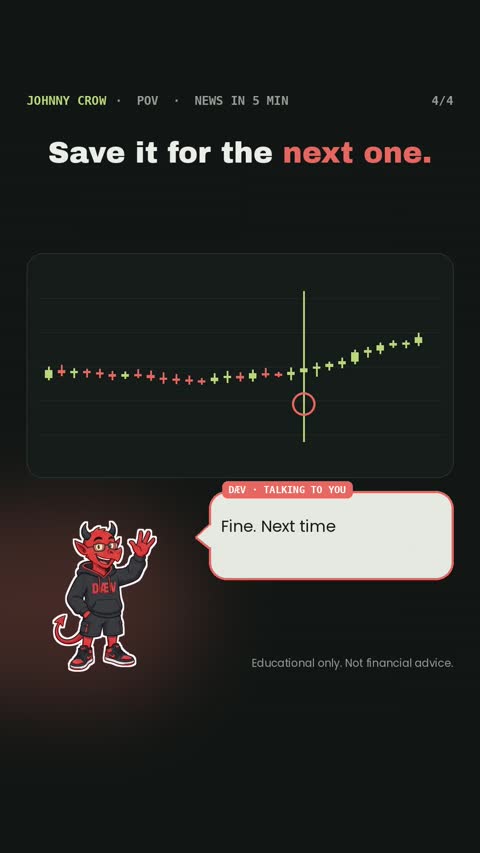 JOHNNY CROW · POV · NEWS IN 5 MIN 4/4
Save it for the next one.
DÆV · TALKING TO YOU
Fine. Next time
DÆV
Educational only. Not financial advice.